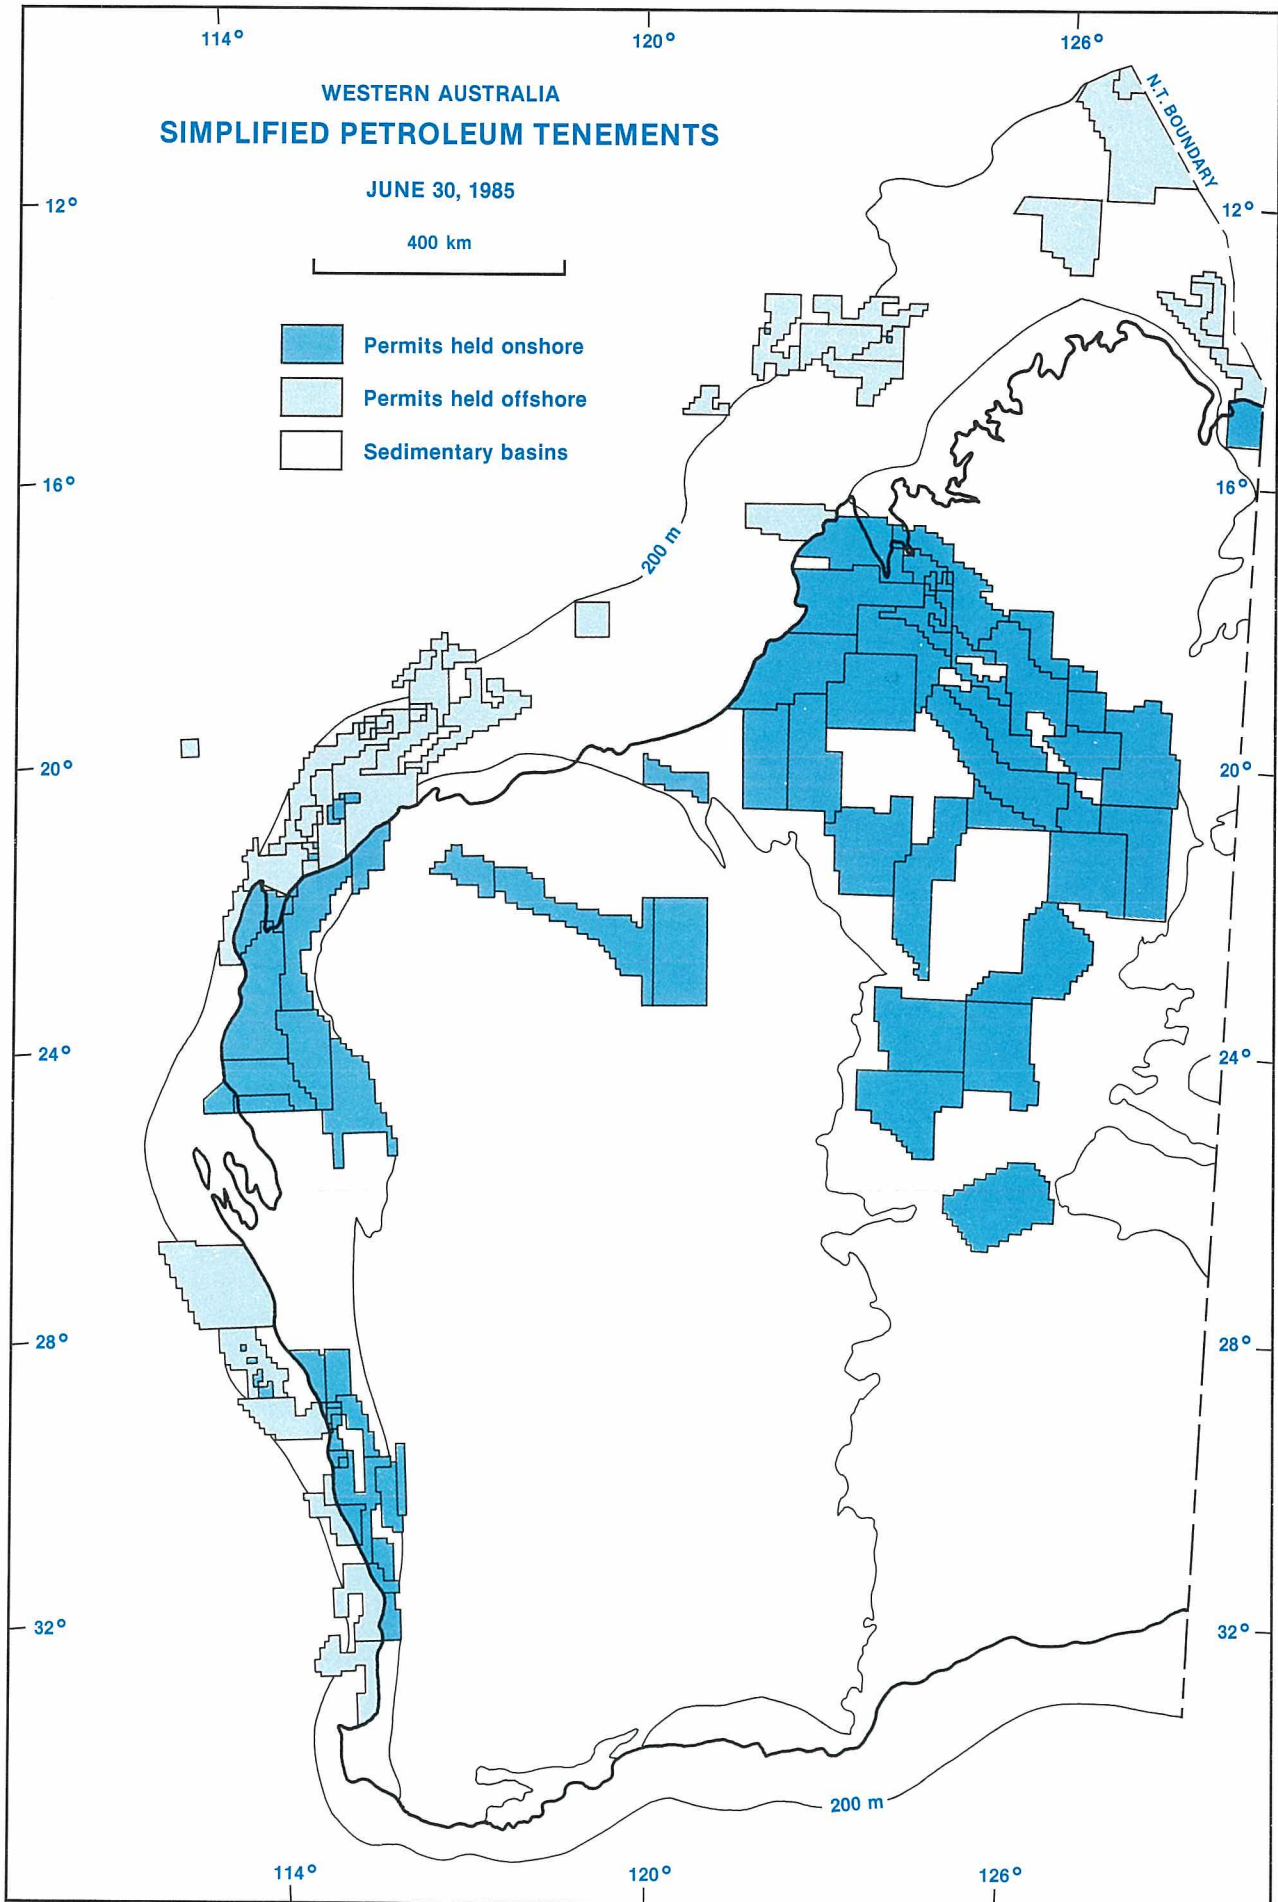 114°
120°
126°
WESTERN AUSTRALIA
SIMPLIFIED PETROLEUM TENEMENTS
JUNE 30, 1985
400 km
N.T. BOUNDARY
12°
12°
Permits held onshore
Permits held offshore
Sedimentary basins
16°
16°
200 m
20°
20°
24°
24°
28°
28°
32°
32°
200 m
114°
120°
126°